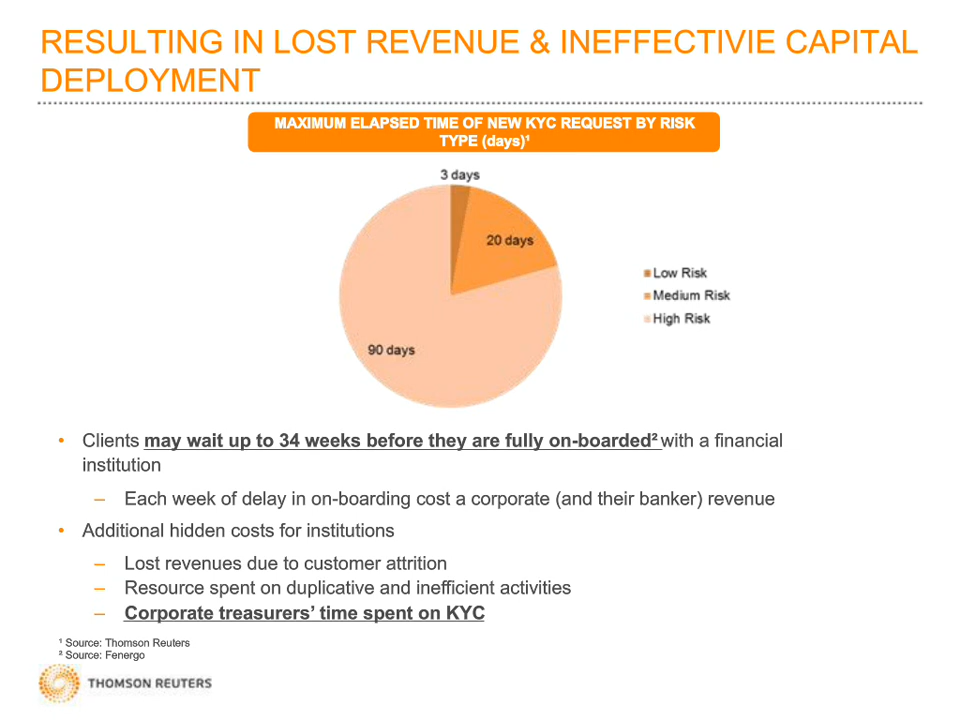 RESULTING IN LOST REVENUE & INEFFECTIVIE CAPITAL
DEPLOYMENT
MAXIMUM ELAPSED TIME OF NEW KYC REQUEST BY RISK
TYPE (days)¹
3 days
20 days
90 days
Low Risk
Medium Risk
High Risk
• Clients may wait up to 34 weeks before they are fully on-boarded² with a financial
institution
– Each week of delay in on-boarding cost a corporate (and their banker) revenue
• Additional hidden costs for institutions
– Lost revenues due to customer attrition
– Resource spent on duplicative and inefficient activities
– Corporate treasurers’ time spent on KYC
¹ Source: Thomson Reuters
² Source: Fenergo
THOMSON REUTERS